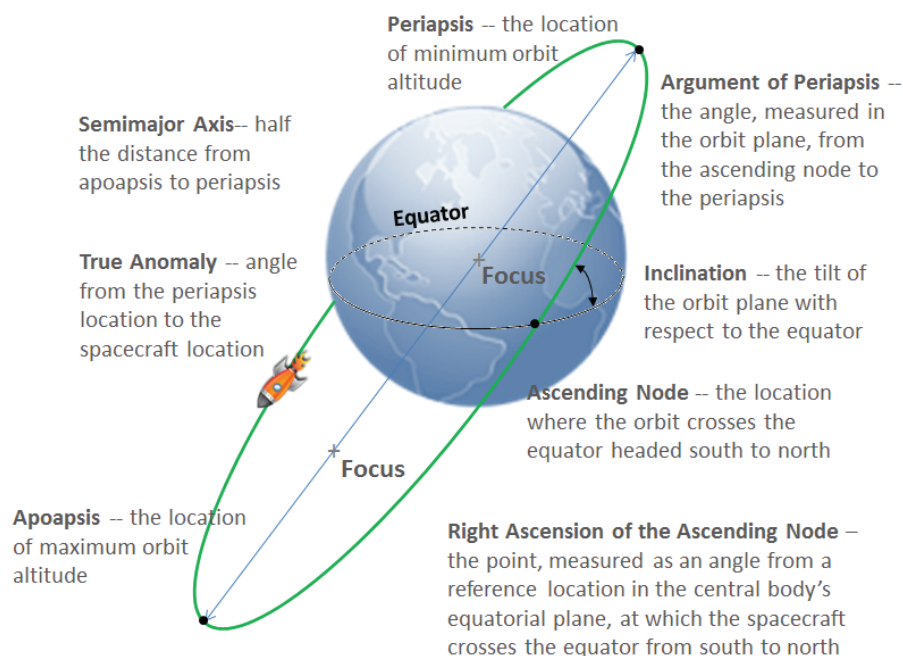 Periapsis -- the location
of minimum orbit
altitude
Argument of Periapsis --
the angle, measured in
the orbit plane, from
the ascending node to
the periapsis
Semimajor Axis-- half
the distance from
apoapsis to periapsis
Equator
True Anomaly -- angle
from the periapsis
location to the
spacecraft location
Focus
Inclination -- the tilt of
the orbit plane with
respect to the equator
Ascending Node -- the location
where the orbit crosses the
equator headed south to north
Focus
Apoapsis -- the location
of maximum orbit
altitude
Right Ascension of the Ascending Node –
the point, measured as an angle from a
reference location in the central body's
equatorial plane, at which the spacecraft
crosses the equator from south to north